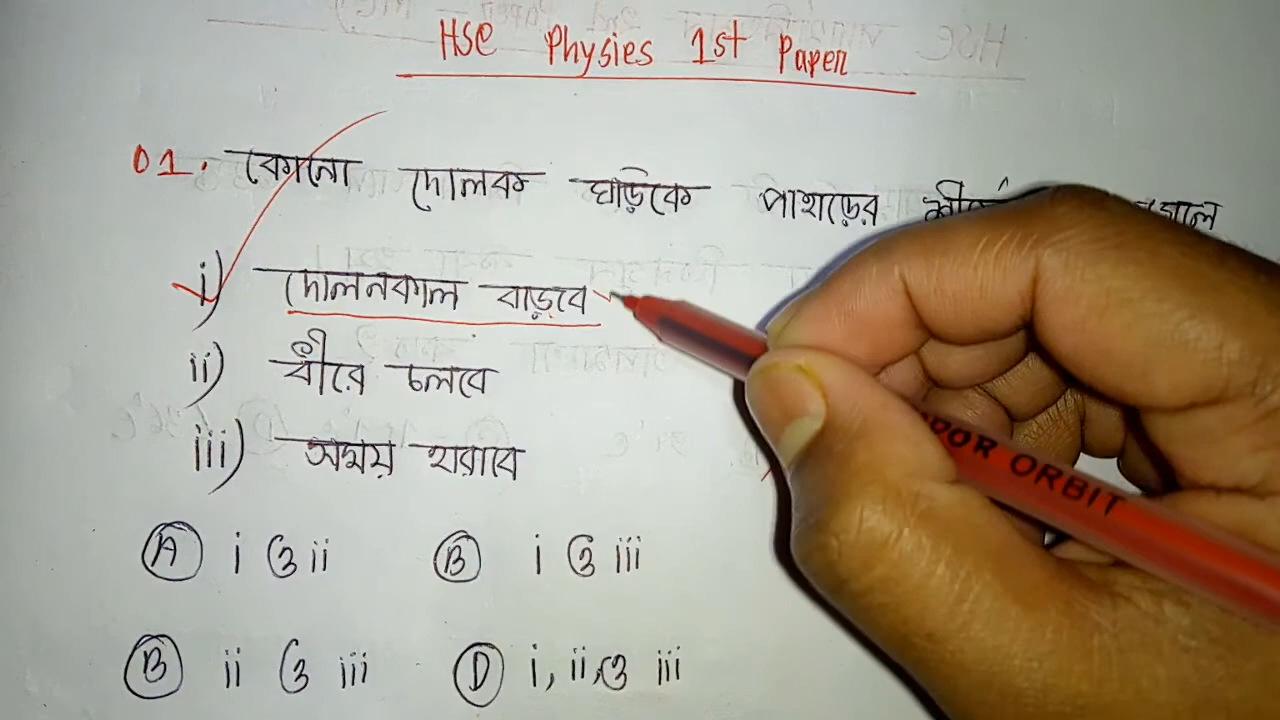 HSC Physics 1st Paper
01. কোনো দোলক ঘড়িকে পাহাড়ের
i) দোলনকাল বাড়বে
ii) ধীরে চলবে
iii) সময় হারাবে
A i ও ii B i ও iii
B ii ও iii D i, ii, ও iii
ORBIT